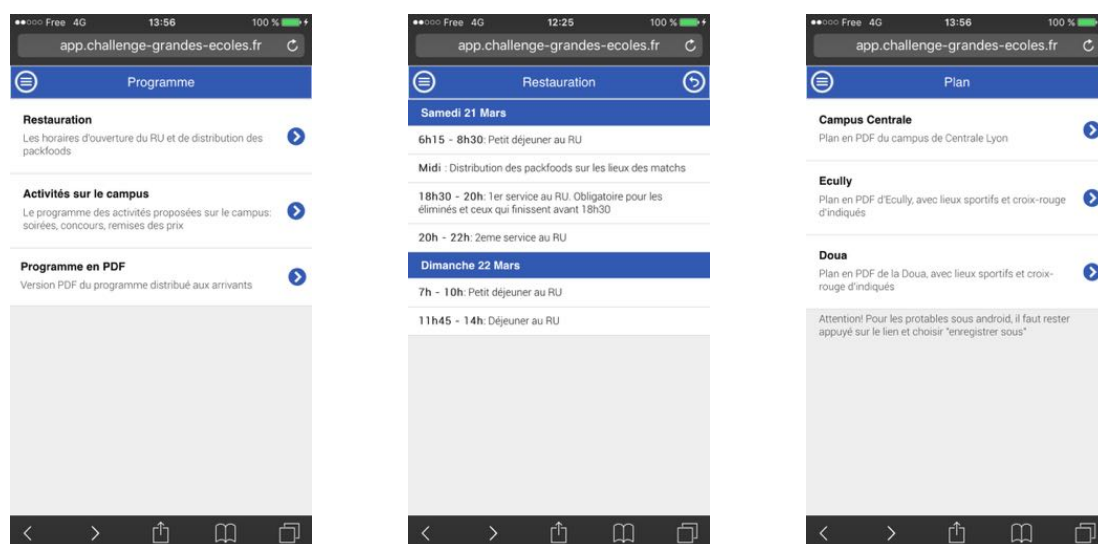 Free 4G 13:56 100 %
app.challenge-grandes-ecoles.fr
Programme
Restauration
Les horaires d'ouverture du RU et de distribution des
packfoods
Activités sur le campus
Le programme des activités proposées sur le campus:
soirées, concours, remises des prix
Programme en PDF
Version PDF du programme distribué aux arrivants
Free 4G 12:25 100 %
app.challenge-grandes-ecoles.fr
Restauration
Samedi 21 Mars
6h15 - 8h30: Petit déjeuner au RU
Midi : Distribution des packfoods sur les lieux des matchs
18h30 - 20h: 1er service au RU. Obligatoire pour les
éliminés et ceux qui finissent avant 18h30
20h - 22h: 2eme service au RU
Dimanche 22 Mars
7h - 10h: Petit déjeuner au RU
11h45 - 14h: Déjeuner au RU
Free 4G 13:56 100 %
app.challenge-grandes-ecoles.fr
Plan
Campus Centrale
Plan en PDF du campus de Centrale Lyon
Ecully
Plan en PDF d'Ecully, avec lieux sportifs et croix-rouge
d'indiqués
Doua
Plan en PDF de la Doua, avec lieux sportifs et croix-
rouge d'indiqués
Attention! Pour les protables sous android, il faut rester
appuyé sur le lien et choisir "enregistrer sous"